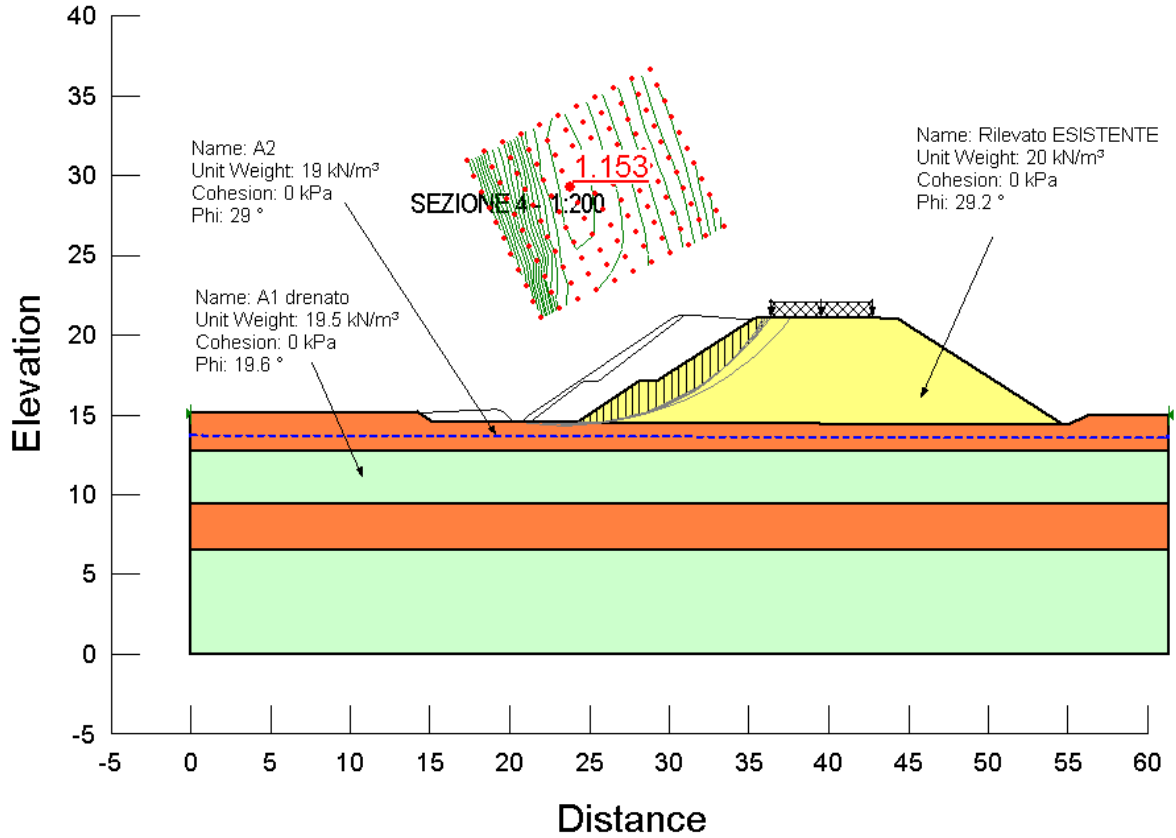 40
35
30
25
20
15
10
5
0
-5
Elevation
Name: A2
Unit Weight: 19 kN/m³
Cohesion: 0 kPa
Phi: 29 °
Name: A1 drenato
Unit Weight: 19.5 kN/m³
Cohesion: 0 kPa
Phi: 19.6 °
1.153
SEZIONE 4 - 1:200
Name: Rilevato ESISTENTE
Unit Weight: 20 kN/m³
Cohesion: 0 kPa
Phi: 29.2 °
-5 0 5 10 15 20 25 30 35 40 45 50 55 60
Distance